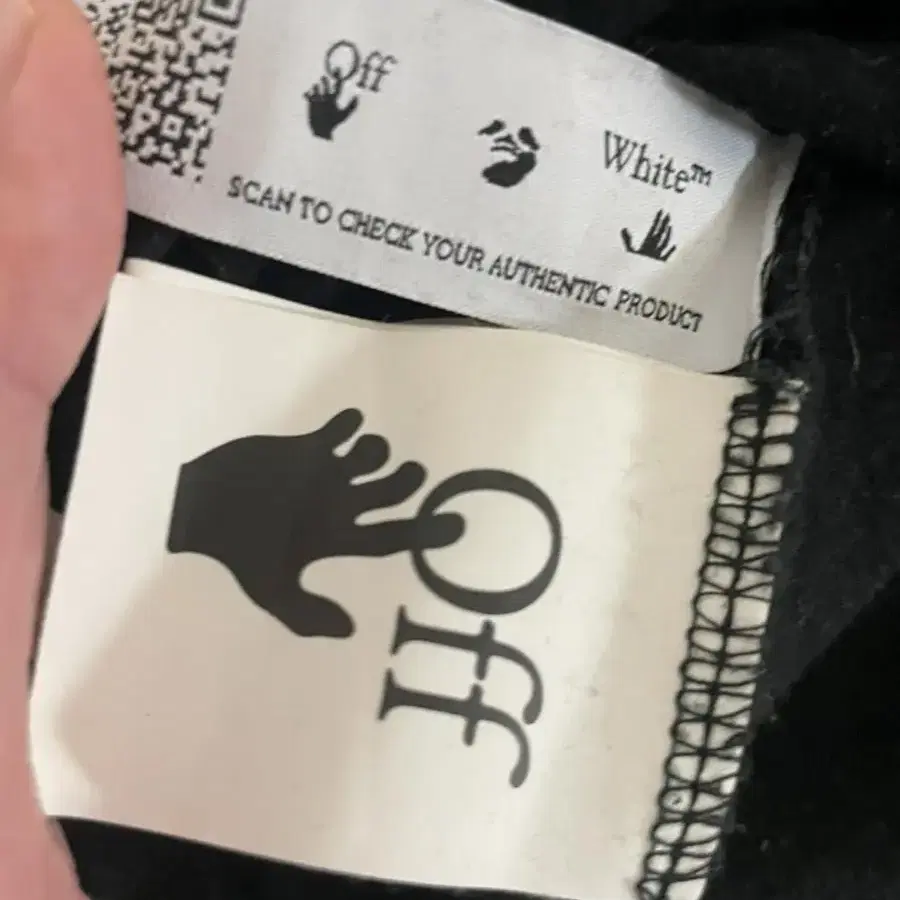 Off
White™
SCAN TO CHECK YOUR AUTHENTIC PRODUCT
Off